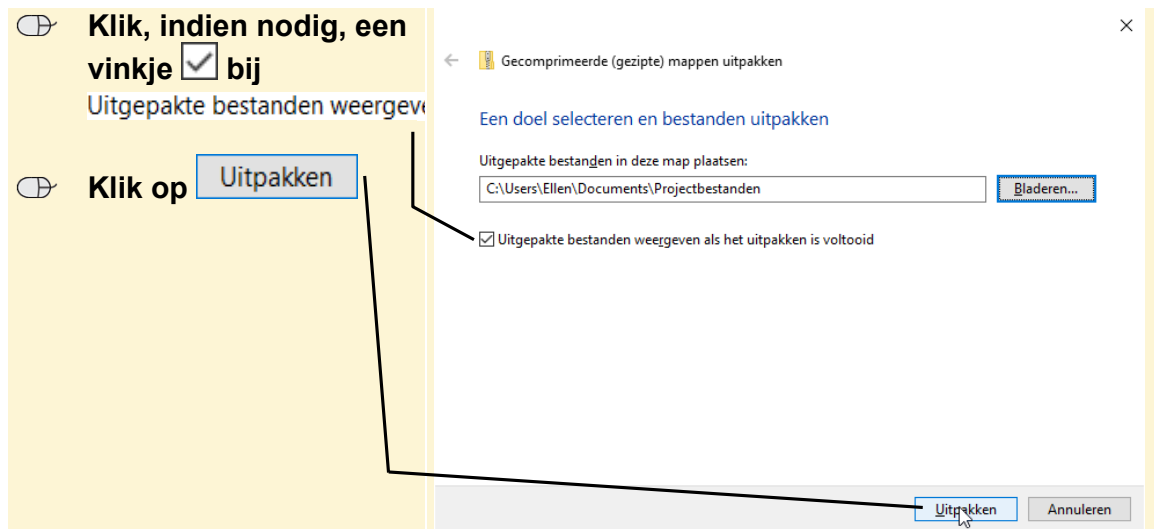 Klik, indien nodig, een
vinkje bij
Uitgepakte bestanden weergeve
Klik op Uitpakken
Gecomprimeerde (gezipte) mappen uitpakken
Een doel selecteren en bestanden uitpakken
Uitgepakte bestanden in deze map plaatsen:
C:\Users\Ellen\Documents\Projectbestanden
Bladeren...
Uitgepakte bestanden weergeven als het uitpakken is voltooid
Uitpakken Annuleren